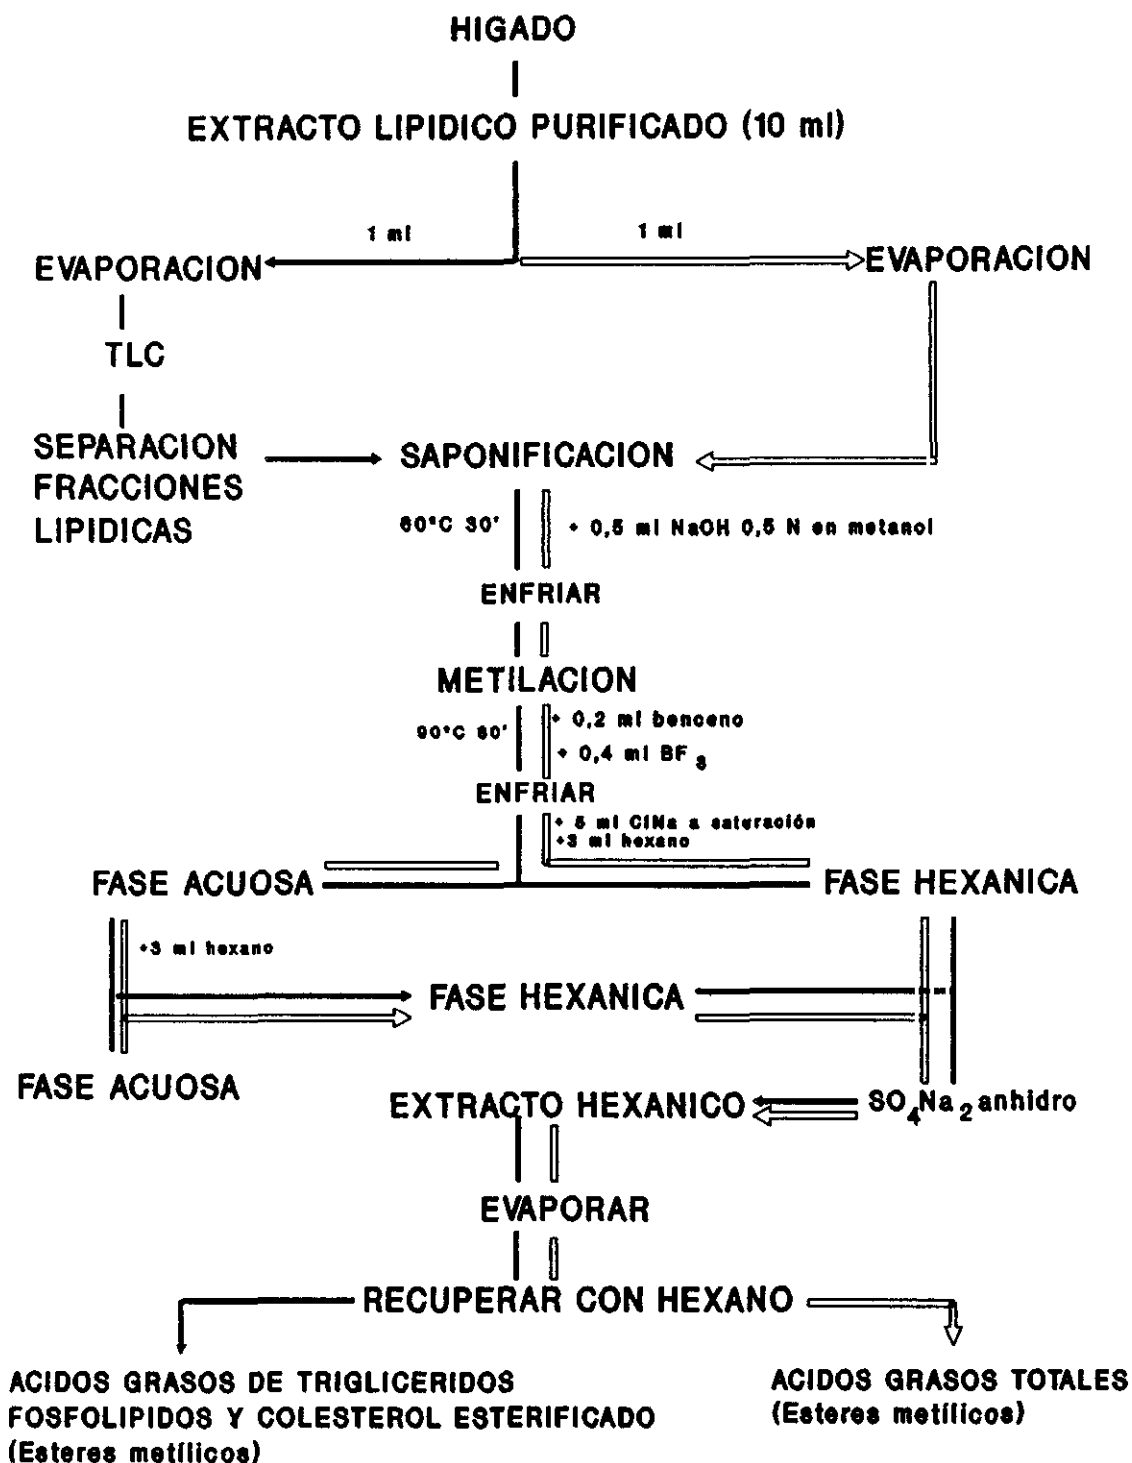 HIGADO
EXTRACTO LIPIDICO PURIFICADO (10 ml)
1 ml
1 ml
EVAPORACION
EVAPORACION
TLC
SEPARACION
FRACCIONES
LIPIDICAS
SAPONIFICACION
60°C 30'
+ 0,5 ml NaOH 0,5 N en metanol
ENFRIAR
METILACION
90°C 60'
+ 0,2 ml benceno
+ 0,4 ml BF3
ENFRIAR
+ 5 ml ClNa a saturación
+3 ml hexano
FASE ACUOSA
FASE HEXANICA
+3 ml hexano
FASE HEXANICA
FASE ACUOSA
EXTRACTO HEXANICO
SO4Na2 anhidro
EVAPORAR
RECUPERAR CON HEXANO
ACIDOS GRASOS DE TRIGLICERIDOS
FOSFOLIPIDOS Y COLESTEROL ESTERIFICADO
(Esteres metílicos)
ACIDOS GRASOS TOTALES
(Esteres metílicos)